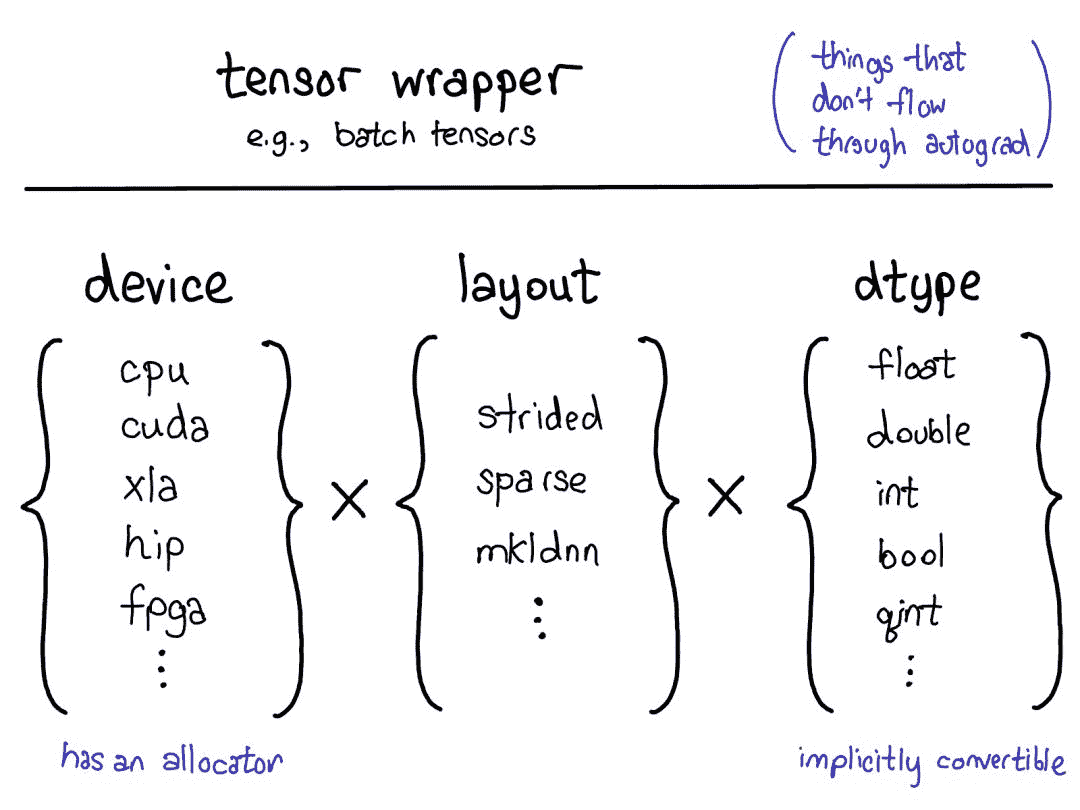 tensor wrapper
e.g., batch tensors
things that
don't flow
through autograd
device
cpu
cuda
xla
hip
fpga
⋮
has an allocator
×
layout
strided
sparse
mkldnn
⋮
×
dtype
float
double
int
bool
qint
⋮
implicitly convertible